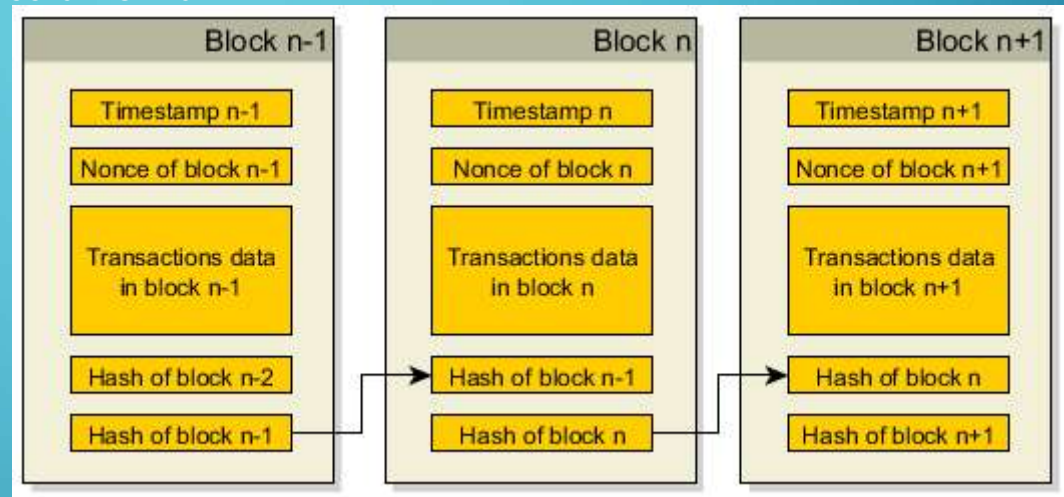 Block n-1
Timestamp n-1
Nonce of block n-1
Transactions data
in block n-1
Hash of block n-2
Hash of block n-1
Block n
Timestamp n
Nonce of block n
Transactions data
in block n
Hash of block n-1
Hash of block n
Block n+1
Timestamp n+1
Nonce of block n+1
Transactions data
in block n+1
Hash of block n
Hash of block n+1